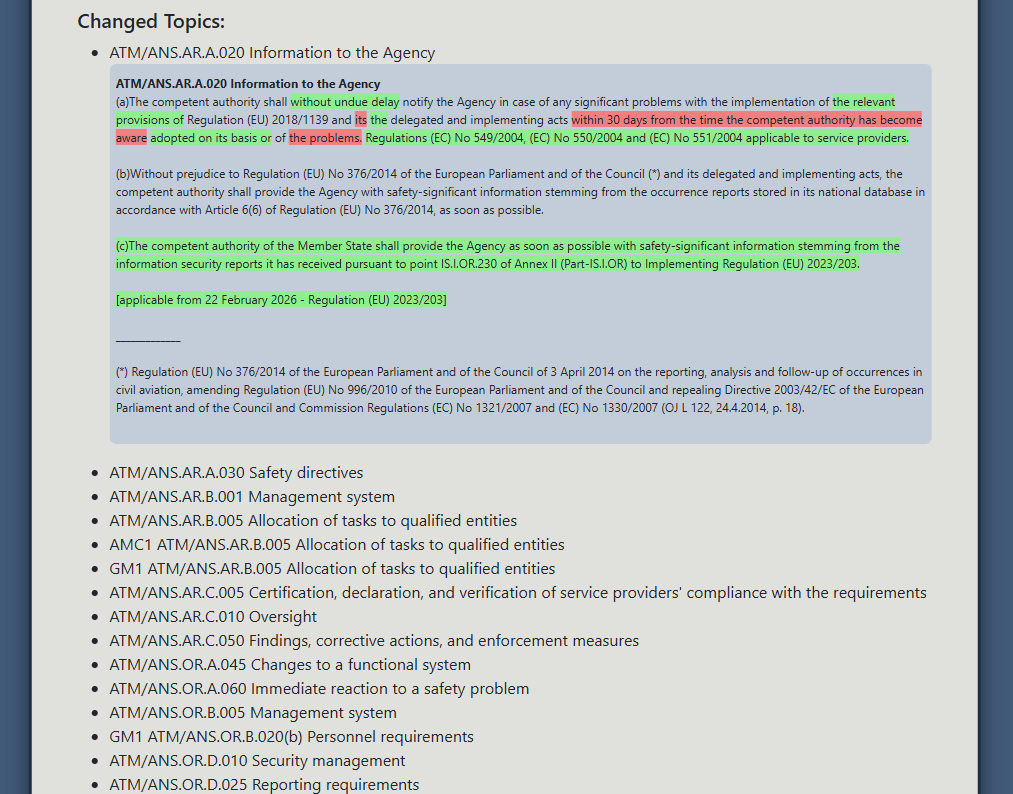 Changed Topics:
ATM/ANS.AR.A.020 Information to the Agency
ATM/ANS.AR.A.020 Information to the Agency
(a)The competent authority shall without undue delay notify the Agency in case of any significant problems with the implementation of the relevant
provisions of Regulation (EU) 2018/1139 and its the delegated and implementing acts within 30 days from the time the competent authority has become
aware adopted on its basis or of the problems. Regulations (EC) No 549/2004, (EC) No 550/2004 and (EC) No 551/2004 applicable to service providers.
(b)Without prejudice to Regulation (EU) No 376/2014 of the European Parliament and of the Council (*) and its delegated and implementing acts, the
competent authority shall provide the Agency with safety-significant information stemming from the occurrence reports stored in its national database in
accordance with Article 6(6) of Regulation (EU) No 376/2014, as soon as possible.
(c)The competent authority of the Member State shall provide the Agency as soon as possible with safety-significant information stemming from the
information security reports it has received pursuant to point IS.I.OR.230 of Annex II (Part-IS.I.OR) to Implementing Regulation (EU) 2023/203.
[applicable from 22 February 2026 - Regulation (EU) 2023/203]
_____________
(*) Regulation (EU) No 376/2014 of the European Parliament and of the Council of 3 April 2014 on the reporting, analysis and follow-up of occurrences in
civil aviation, amending Regulation (EU) No 996/2010 of the European Parliament and of the Council and repealing Directive 2003/42/EC of the European
Parliament and of the Council and Commission Regulations (EC) No 1321/2007 and (EC) No 1330/2007 (OJ L 122, 24.4.2014, p. 18).
ATM/ANS.AR.A.030 Safety directives
ATM/ANS.AR.B.001 Management system
ATM/ANS.AR.B.005 Allocation of tasks to qualified entities
AMC1 ATM/ANS.AR.B.005 Allocation of tasks to qualified entities
GM1 ATM/ANS.AR.B.005 Allocation of tasks to qualified entities
ATM/ANS.AR.C.005 Certification, declaration, and verification of service providers' compliance with the requirements
ATM/ANS.AR.C.010 Oversight
ATM/ANS.AR.C.050 Findings, corrective actions, and enforcement measures
ATM/ANS.OR.A.045 Changes to a functional system
ATM/ANS.OR.A.060 Immediate reaction to a safety problem
ATM/ANS.OR.B.005 Management system
GM1 ATM/ANS.OR.B.020(b) Personnel requirements
ATM/ANS.OR.D.010 Security management
ATM/ANS.OR.D.025 Reporting requirements